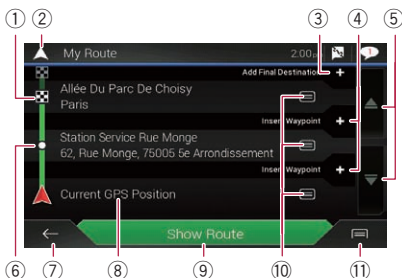 ① ② ③ ④ ⑤
My Route 2:00 pm
Add Final Destination
Allée Du Parc De Choisy
Paris
Insert Waypoint
Station Service Rue Monge
62, Rue Monge, 75005 5e Arrondissement
Insert Waypoint
Current GPS Position
Show Route
⑥ ⑦ ⑧ ⑨ ⑩ ⑪